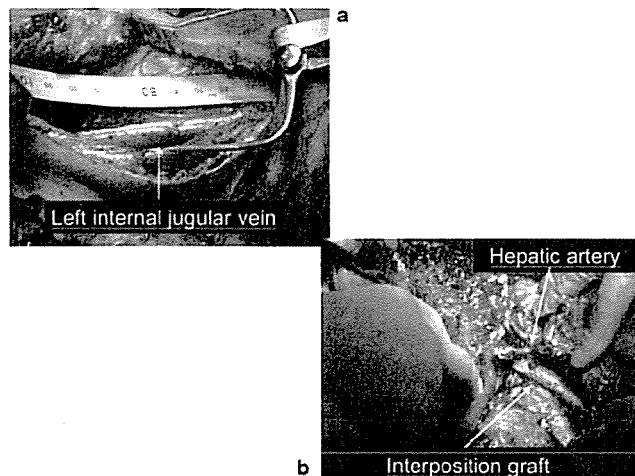 a
Left internal jugular vein
Hepatic artery
Interposition graft
b